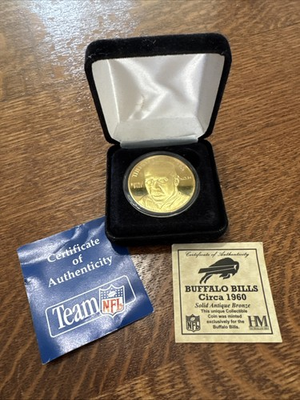 Certificate
of
Authenticity
Team NFL
Certificate of Authenticity
BUFFALO BILLS
Circa 1960
Solid Antique Bronze
This unique Collectible
Coin was minted
exclusively for the
Buffalo Bills.
NFL
HM